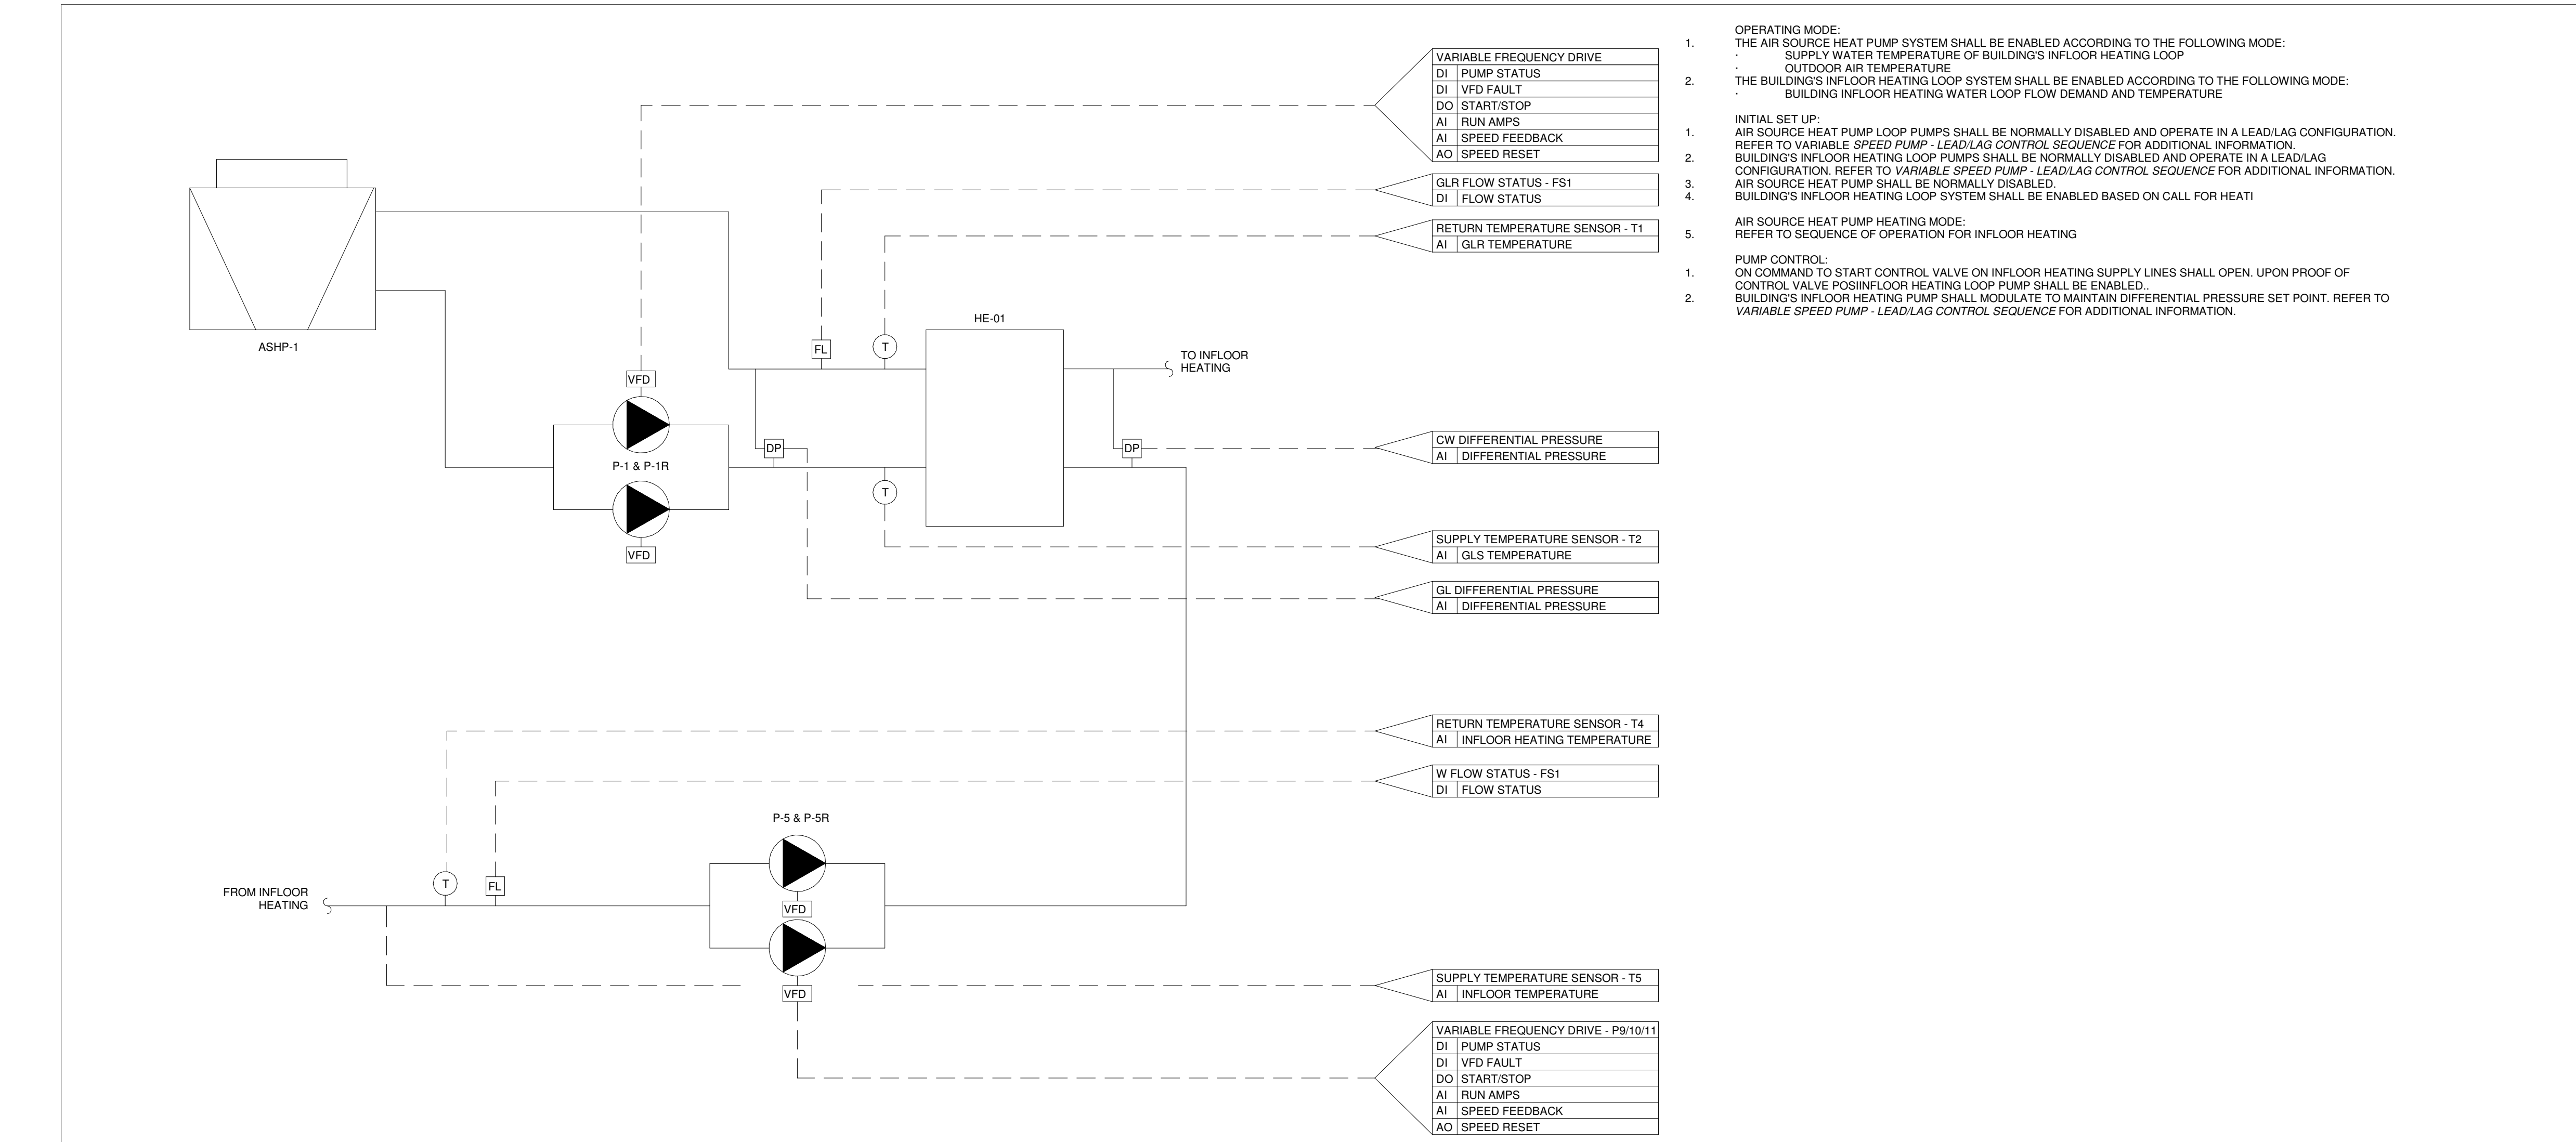 VARIABLE FREQUENCY DRIVE
DI PUMP STATUS
DI VFD FAULT
DO START/STOP
AI RUN AMPS
AI SPEED FEEDBACK
AO SPEED RESET
GLR FLOW STATUS - FS1
DI FLOW STATUS
RETURN TEMPERATURE SENSOR - T1
AI GLR TEMPERATURE
ASHP-1
HE-01
FL
T
TO INFLOOR
HEATING
VFD
P-1 & P-1R
VFD
DP
T
DP
CW DIFFERENTIAL PRESSURE
AI DIFFERENTIAL PRESSURE
SUPPLY TEMPERATURE SENSOR - T2
AI GLS TEMPERATURE
GL DIFFERENTIAL PRESSURE
AI DIFFERENTIAL PRESSURE
RETURN TEMPERATURE SENSOR - T4
AI INFLOOR HEATING TEMPERATURE
W FLOW STATUS - FS1
DI FLOW STATUS
P-5 & P-5R
FROM INFLOOR
HEATING
T
FL
VFD
VFD
SUPPLY TEMPERATURE SENSOR - T5
AI INFLOOR TEMPERATURE
VARIABLE FREQUENCY DRIVE - P9/10/11
DI PUMP STATUS
DI VFD FAULT
DO START/STOP
AI RUN AMPS
AI SPEED FEEDBACK
AO SPEED RESET
OPERATING MODE:
1. THE AIR SOURCE HEAT PUMP SYSTEM SHALL BE ENABLED ACCORDING TO THE FOLLOWING MODE:
· SUPPLY WATER TEMPERATURE OF BUILDING'S INFLOOR HEATING LOOP
· OUTDOOR AIR TEMPERATURE
2. THE BUILDING'S INFLOOR HEATING LOOP SYSTEM SHALL BE ENABLED ACCORDING TO THE FOLLOWING MODE:
· BUILDING INFLOOR HEATING WATER LOOP FLOW DEMAND AND TEMPERATURE
INITIAL SET UP:
1. AIR SOURCE HEAT PUMP LOOP PUMPS SHALL BE NORMALLY DISABLED AND OPERATE IN A LEAD/LAG CONFIGURATION.
REFER TO VARIABLE SPEED PUMP - LEAD/LAG CONTROL SEQUENCE FOR ADDITIONAL INFORMATION.
2. BUILDING'S INFLOOR HEATING LOOP PUMPS SHALL BE NORMALLY DISABLED AND OPERATE IN A LEAD/LAG
CONFIGURATION. REFER TO VARIABLE SPEED PUMP - LEAD/LAG CONTROL SEQUENCE FOR ADDITIONAL INFORMATION.
3. AIR SOURCE HEAT PUMP SHALL BE NORMALLY DISABLED.
4. BUILDING'S INFLOOR HEATING LOOP SYSTEM SHALL BE ENABLED BASED ON CALL FOR HEATI
AIR SOURCE HEAT PUMP HEATING MODE:
5. REFER TO SEQUENCE OF OPERATION FOR INFLOOR HEATING
PUMP CONTROL:
1. ON COMMAND TO START CONTROL VALVE ON INFLOOR HEATING SUPPLY LINES SHALL OPEN. UPON PROOF OF
CONTROL VALVE POSIINFLOOR HEATING LOOP PUMP SHALL BE ENABLED..
2. BUILDING'S INFLOOR HEATING PUMP SHALL MODULATE TO MAINTAIN DIFFERENTIAL PRESSURE SET POINT. REFER TO
VARIABLE SPEED PUMP - LEAD/LAG CONTROL SEQUENCE FOR ADDITIONAL INFORMATION.